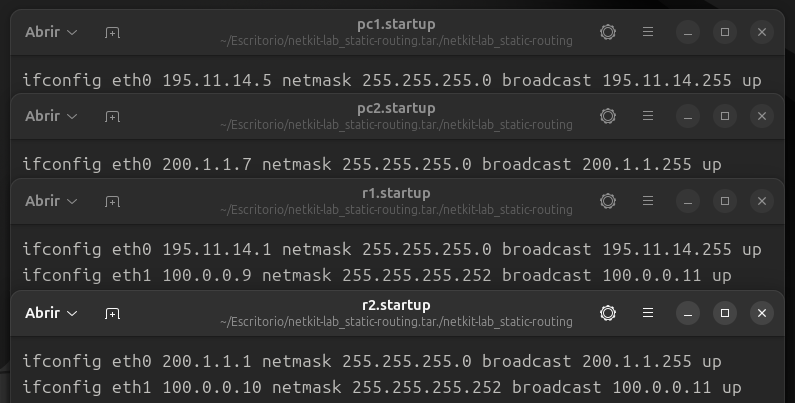 pc1.startup
Abrir
~/Escritorio/netkit-lab_static-routing.tar./netkit-lab_static-routing
ifconfig eth0 195.11.14.5 netmask 255.255.255.0 broadcast 195.11.14.255 up
pc2.startup
Abrir
~/Escritorio/netkit-lab_static-routing.tar./netkit-lab_static-routing
ifconfig eth0 200.1.1.7 netmask 255.255.255.0 broadcast 200.1.1.255 up
r1.startup
Abrir
~/Escritorio/netkit-lab_static-routing.tar./netkit-lab_static-routing
ifconfig eth0 195.11.14.1 netmask 255.255.255.0 broadcast 195.11.14.255 up
ifconfig eth1 100.0.0.9 netmask 255.255.255.252 broadcast 100.0.0.11 up
r2.startup
Abrir
~/Escritorio/netkit-lab_static-routing.tar./netkit-lab_static-routing
ifconfig eth0 200.1.1.1 netmask 255.255.255.0 broadcast 200.1.1.255 up
ifconfig eth1 100.0.0.10 netmask 255.255.255.252 broadcast 100.0.0.11 up